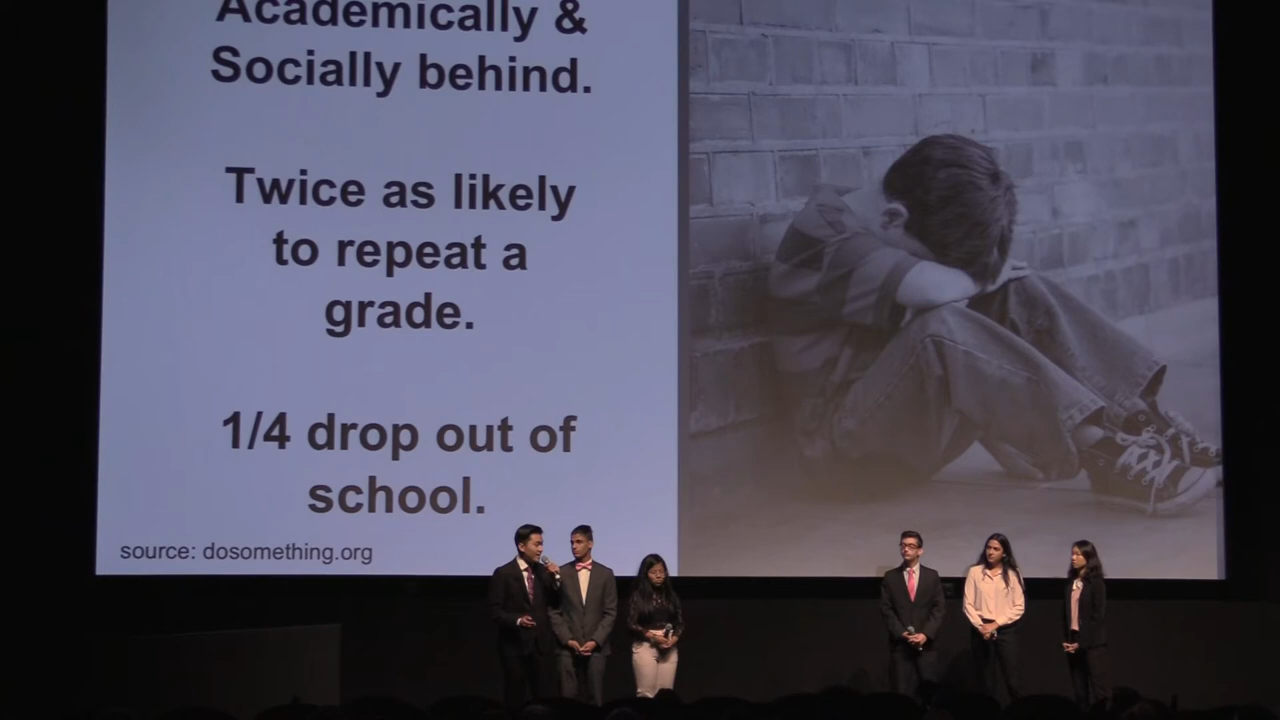 Academically &
Socially behind.
Twice as likely
to repeat a
grade.
1/4 drop out of
school.
source: dosomething.org